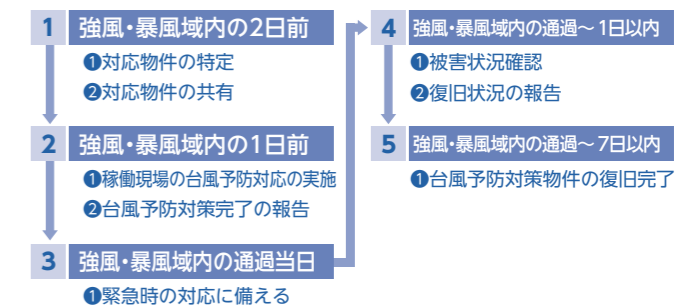 1 強風・暴風域内の2日前
❶対応物件の特定
❷対応物件の共有
2 強風・暴風域内の1日前
❶稼働現場の台風予防対応の実施
❷台風予防対策完了の報告
3 強風・暴風域内の通過当日
❶緊急時の対応に備える
4 強風・暴風域内の通過～1日以内
❶被害状況確認
❷復旧状況の報告
5 強風・暴風域内の通過～7日以内
❶台風予防対策物件の復旧完了